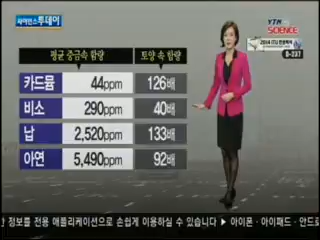 사이언스 투데이
YTN
SCIENCE
D-237
평균 중금속 함량 토양 속 함량
카드뮴 44ppm 126배
비소 290ppm 40배
납 2,520ppm 133배
아연 5,490ppm 92배
정보를 전용 애플리케이션으로 손쉽게 이용하실 수 있습니다 ▶ 아이폰 · 아이패드 · 안드로